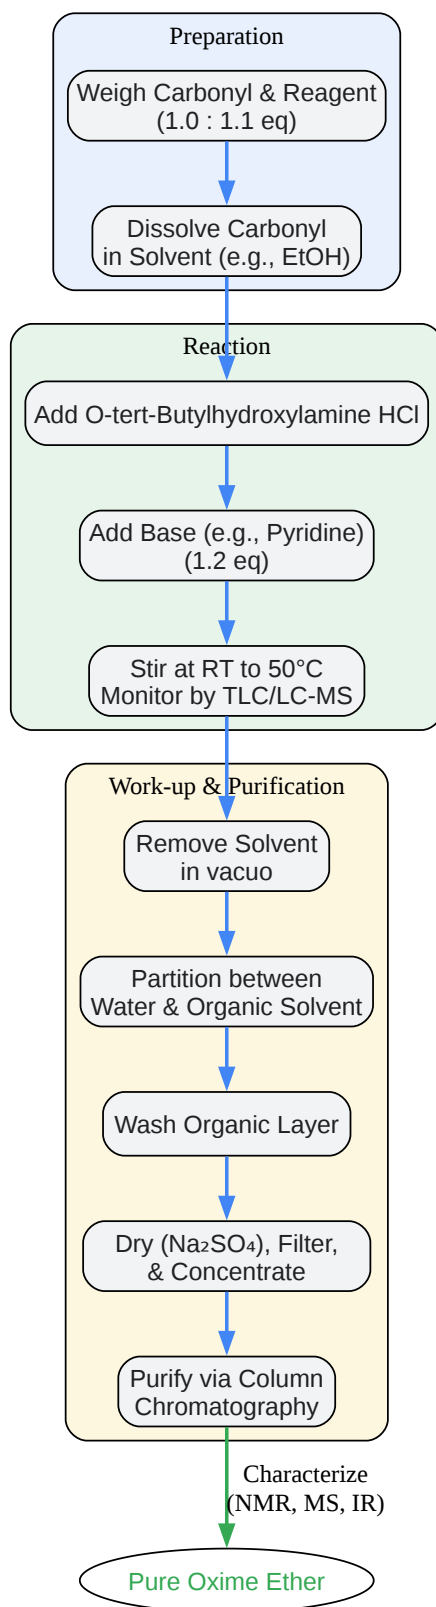 Preparation
Weigh Carbonyl & Reagent
(1.0 : 1.1 eq)
Dissolve Carbonyl
in Solvent (e.g., EtOH)
Reaction
Add O-tert-Butylhydroxylamine HCl
Add Base (e.g., Pyridine)
(1.2 eq)
Stir at RT to 50°C
Monitor by TLC/LC-MS
Work-up & Purification
Remove Solvent
in vacuo
Partition between
Water & Organic Solvent
Wash Organic Layer
Dry (Na₂SO₄), Filter,
& Concentrate
Purify via Column
Chromatography
Characterize
(NMR, MS, IR)
Pure Oxime Ether